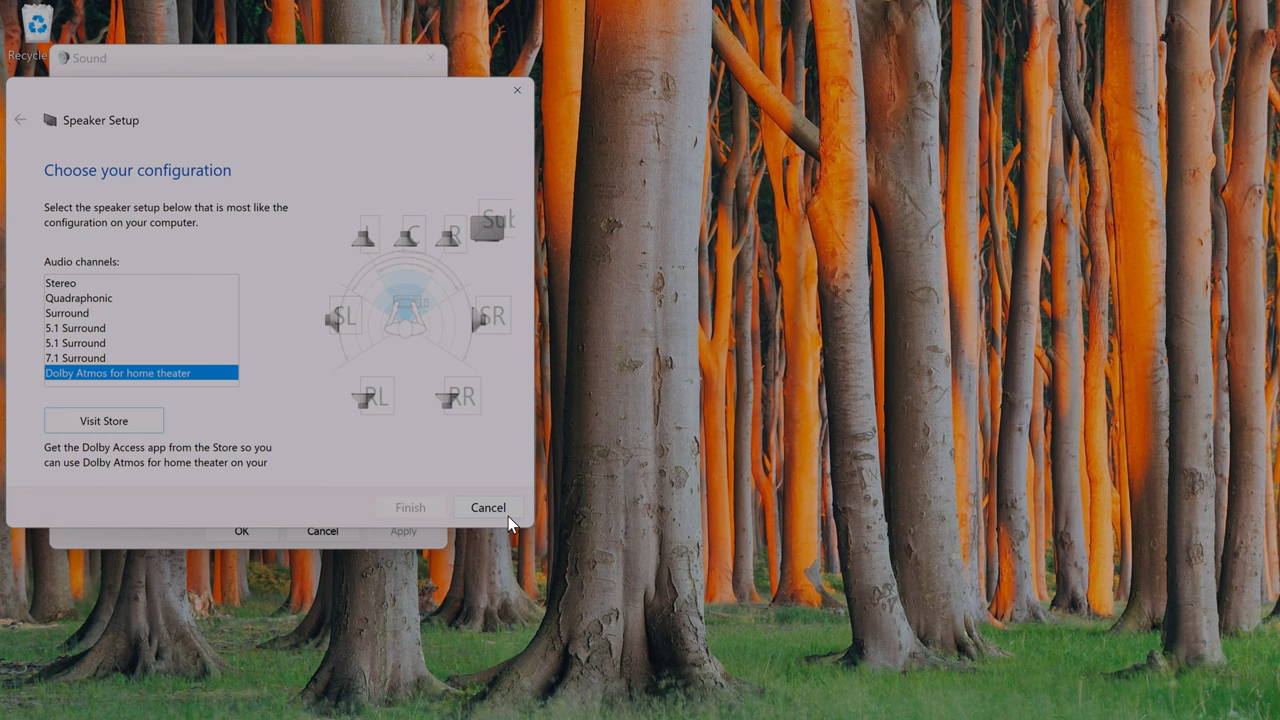 Recycle
Sound
Speaker Setup
Choose your configuration
Select the speaker setup below that is most like the
configuration on your computer.
Audio channels:
Stereo
Quadraphonic
Surround
5.1 Surround
5.1 Surround
7.1 Surround
Dolby Atmos for home theater
L
C
R
Sub
SL
SR
RL
RR
Visit Store
Get the Dolby Access app from the Store so you
can use Dolby Atmos for home theater on your
Finish
Cancel
OK
Cancel
Apply